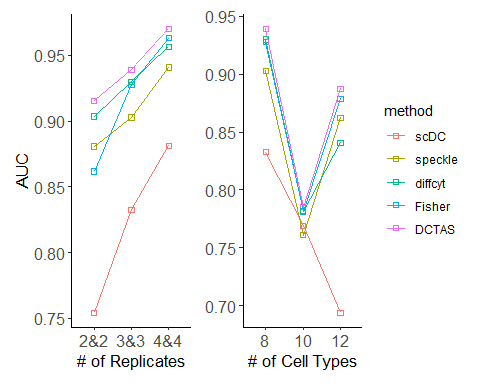 AUC
0.95
0.90
0.85
0.80
0.75
2&2 3&3 4&4
# of Replicates
0.95
0.90
0.85
0.80
0.75
0.70
8 10 12
# of Cell Types
method
scDC
speckle
diffcyt
Fisher
DCTAS